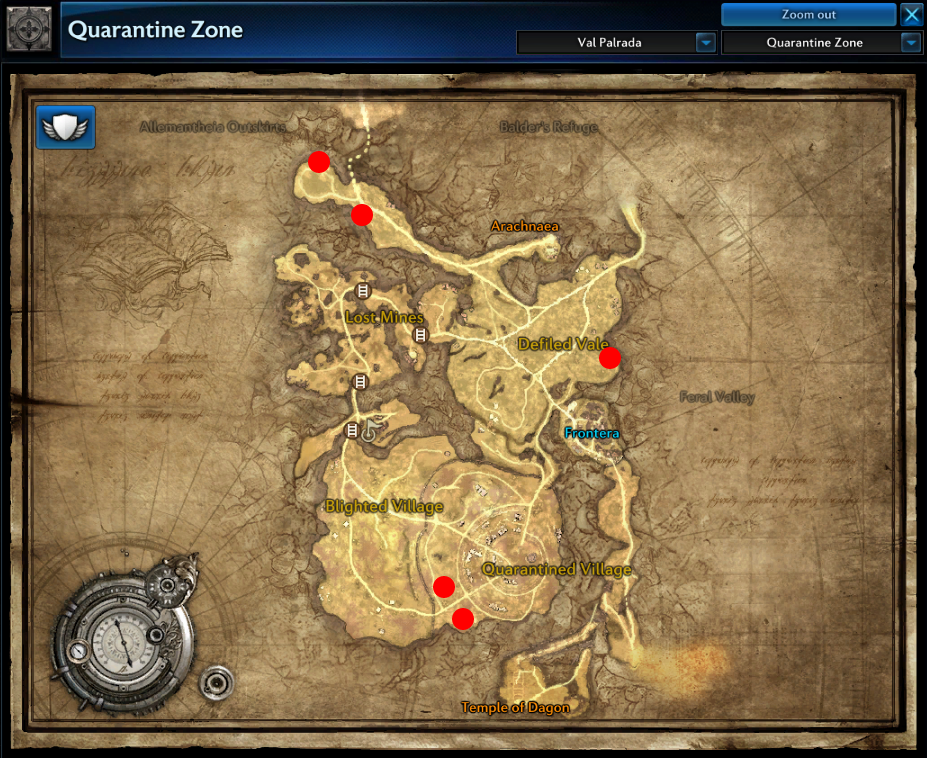 Quarantine Zone
Zoom out
Val Palrada
Quarantine Zone
Allemantheia Outskirts
Balder's Refuge
Arachnaea
Lost Mines
Defiled Vale
Feral Valley
Frontera
Blighted Village
Quarantined Village
Temple of Dagon